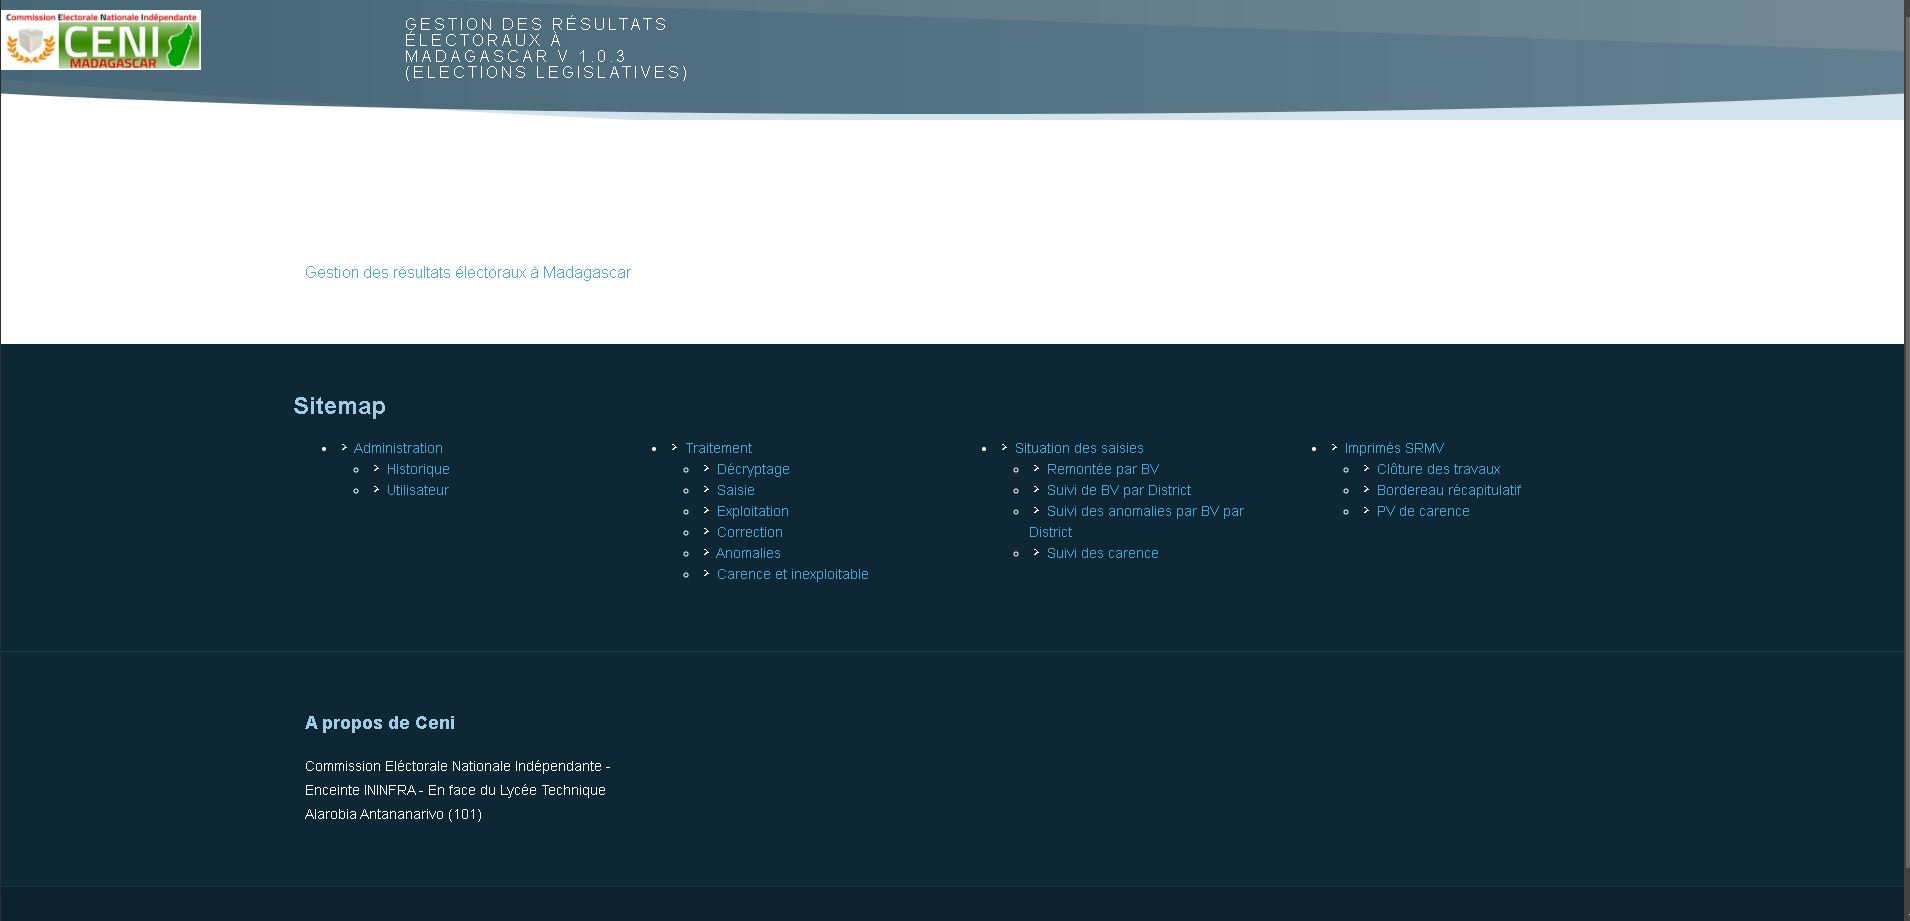 Commission Electorale Nationale Indépendante
CENI
MADAGASCAR
GESTION DES RÉSULTATS
ÉLECTORAUX À
MADAGASCAR V 1.0.3
(ELECTIONS LEGISLATIVES)
Gestion des résultats électoraux à Madagascar
Sitemap
Administration
Historique
Utilisateur
Traitement
Décryptage
Saisie
Exploitation
Correction
Anomalies
Carence et inexploitable
Situation des saisies
Remontée par BV
Suivi de BV par District
Suivi des anomalies par BV par
District
Suivi des carence
Imprimés SRMV
Clôture des travaux
Bordereau récapitulatif
PV de carence
A propos de Ceni
Commission Eléctorale Nationale Indépendante -
Enceinte ININFRA - En face du Lycée Technique
Alarobia Antananarivo (101)